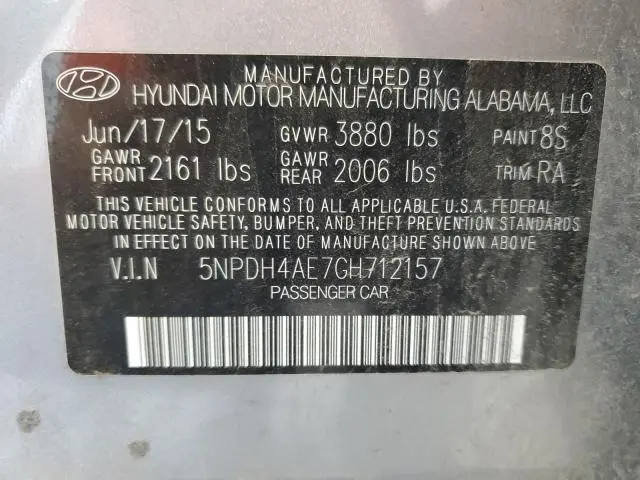 MANUFACTURED BY
HYUNDAI MOTOR MANUFACTURING ALABAMA, LLC
Jun/17/15 GVWR 3880 lbs PAINT 8S
GAWR FRONT 2161 lbs GAWR REAR 2006 lbs TRIM RA
THIS VEHICLE CONFORMS TO ALL APPLICABLE U.S.A. FEDERAL
MOTOR VEHICLE SAFETY, BUMPER, AND THEFT PREVENTION STANDARDS
IN EFFECT ON THE DATE OF MANUFACTURE SHOWN ABOVE.
V.I.N 5NPDH4AE7GH712157
PASSENGER CAR